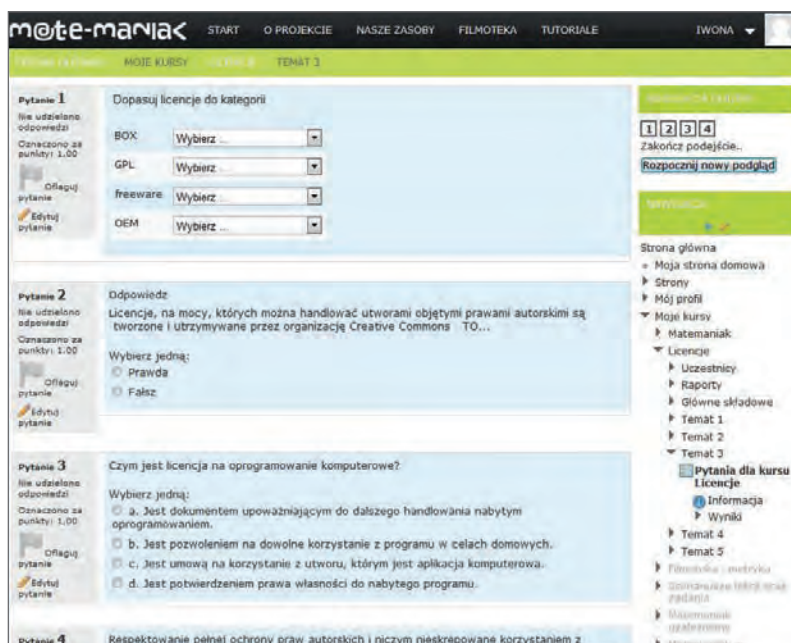 m@te-maniak START O PROJEKCIE NASZE ZASOBY FILMOTEKA TUTORIALE IWONA
MOJE KURSY TEMAT 3
Pytanie 1
Nie udzielono
odpowiedzi
Oznaczono za
punkty: 1.00
Oflaguj
pytanie
Edytuj
pytanie
Dopasuj licencje do kategorii
BOX Wybierz ...
GPL Wybierz ...
freeware Wybierz ...
OEM Wybierz ...
Pytanie 2
Nie udzielono
odpowiedzi
Oznaczono za
punkty: 1.00
Oflaguj
pytanie
Edytuj
pytanie
Odpowiedz
Licencje, na mocy, których można handlować utworami objętymi prawami autorskimi są
tworzone i utrzymywane przez organizację Creative Commons TO...
Wybierz jedną:
Prawda
Fałsz
Pytanie 3
Nie udzielono
odpowiedzi
Oznaczono za
punkty: 1.00
Oflaguj
pytanie
Edytuj
pytanie
Czym jest licencja na oprogramowanie komputerowe?
Wybierz jedną:
a. Jest dokumentem upoważniającym do dalszego handlowania nabytym
oprogramowaniem.
b. Jest pozwoleniem na dowolne korzystanie z programu w celach domowych.
c. Jest umową na korzystanie z utworu, którym jest aplikacja komputerowa.
d. Jest potwierdzeniem prawa własności do nabytego programu.
Pytanie 4
Respektowanie pełnej ochrony praw autorskich i niczym nieskrępowane korzystaniem z
1 2 3 4
Zakończ podejście..
Rozpocznij nowy podgląd
NAWIGACJA
Strona główna
Moja strona domowa
Strony
Mój profil
Moje kursy
Matemaniak
Licencje
Uczestnicy
Raporty
Główne składowe
Temat 1
Temat 2
Temat 3
Pytania dla kursu
Licencje
Informacja
Wyniki
Temat 4
Temat 5